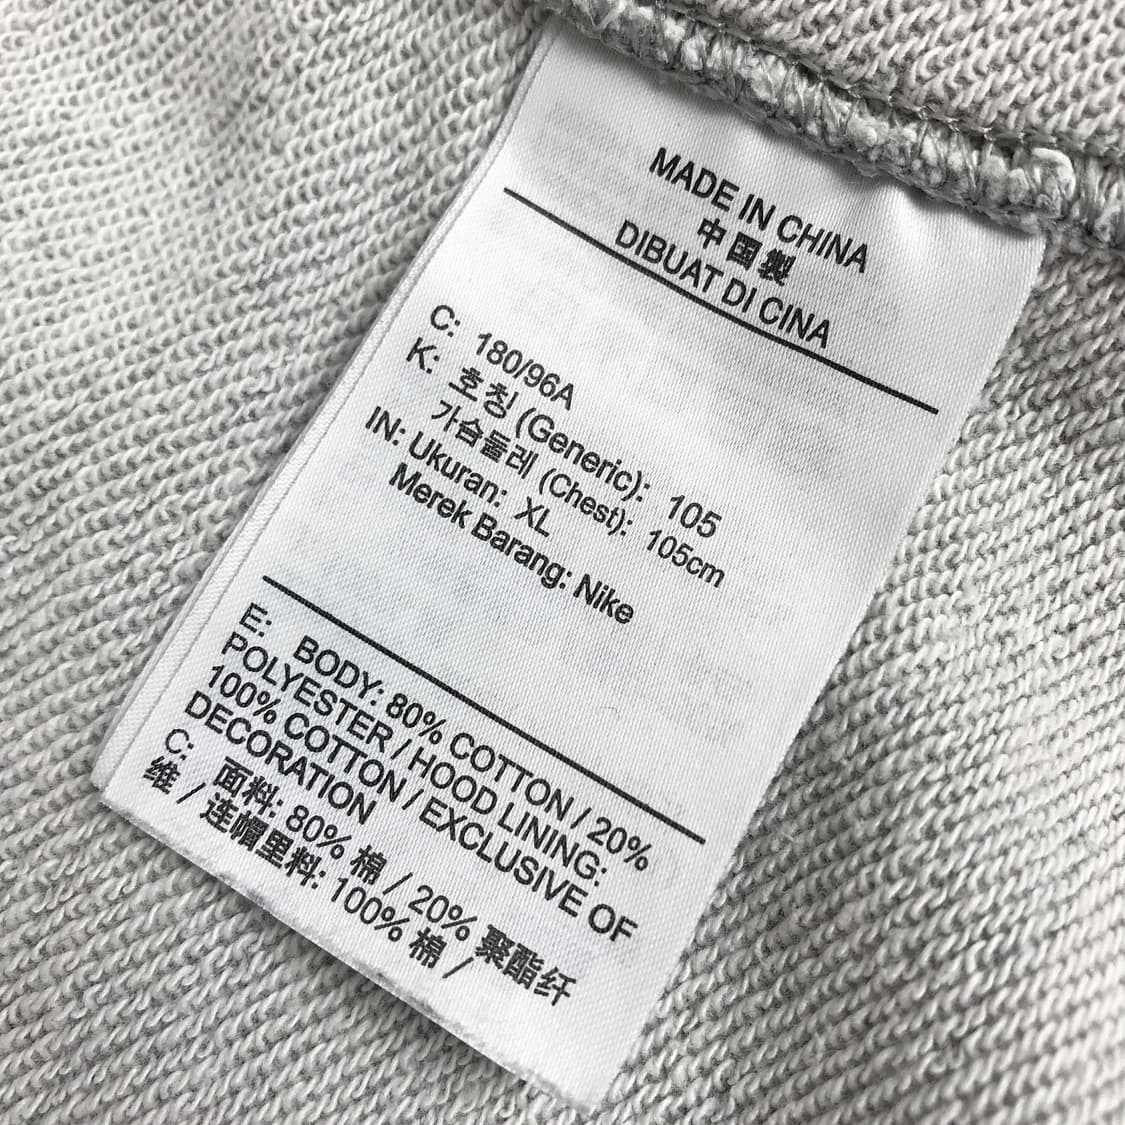 MADE IN CHINA
中国製
DIBUAT DI CINA
C: 180/96A
K: 호칭 (Generic): 105
가슴둘레 (Chest): 105cm
IN: Ukuran: XL
Merek Barang: Nike
E: BODY: 80% COTTON / 20%
POLYESTER / HOOD LINING:
100% COTTON / EXCLUSIVE OF
DECORATION
C: 面料: 80% 棉 / 20% 聚酯纤
维 / 连帽里料: 100% 棉 /